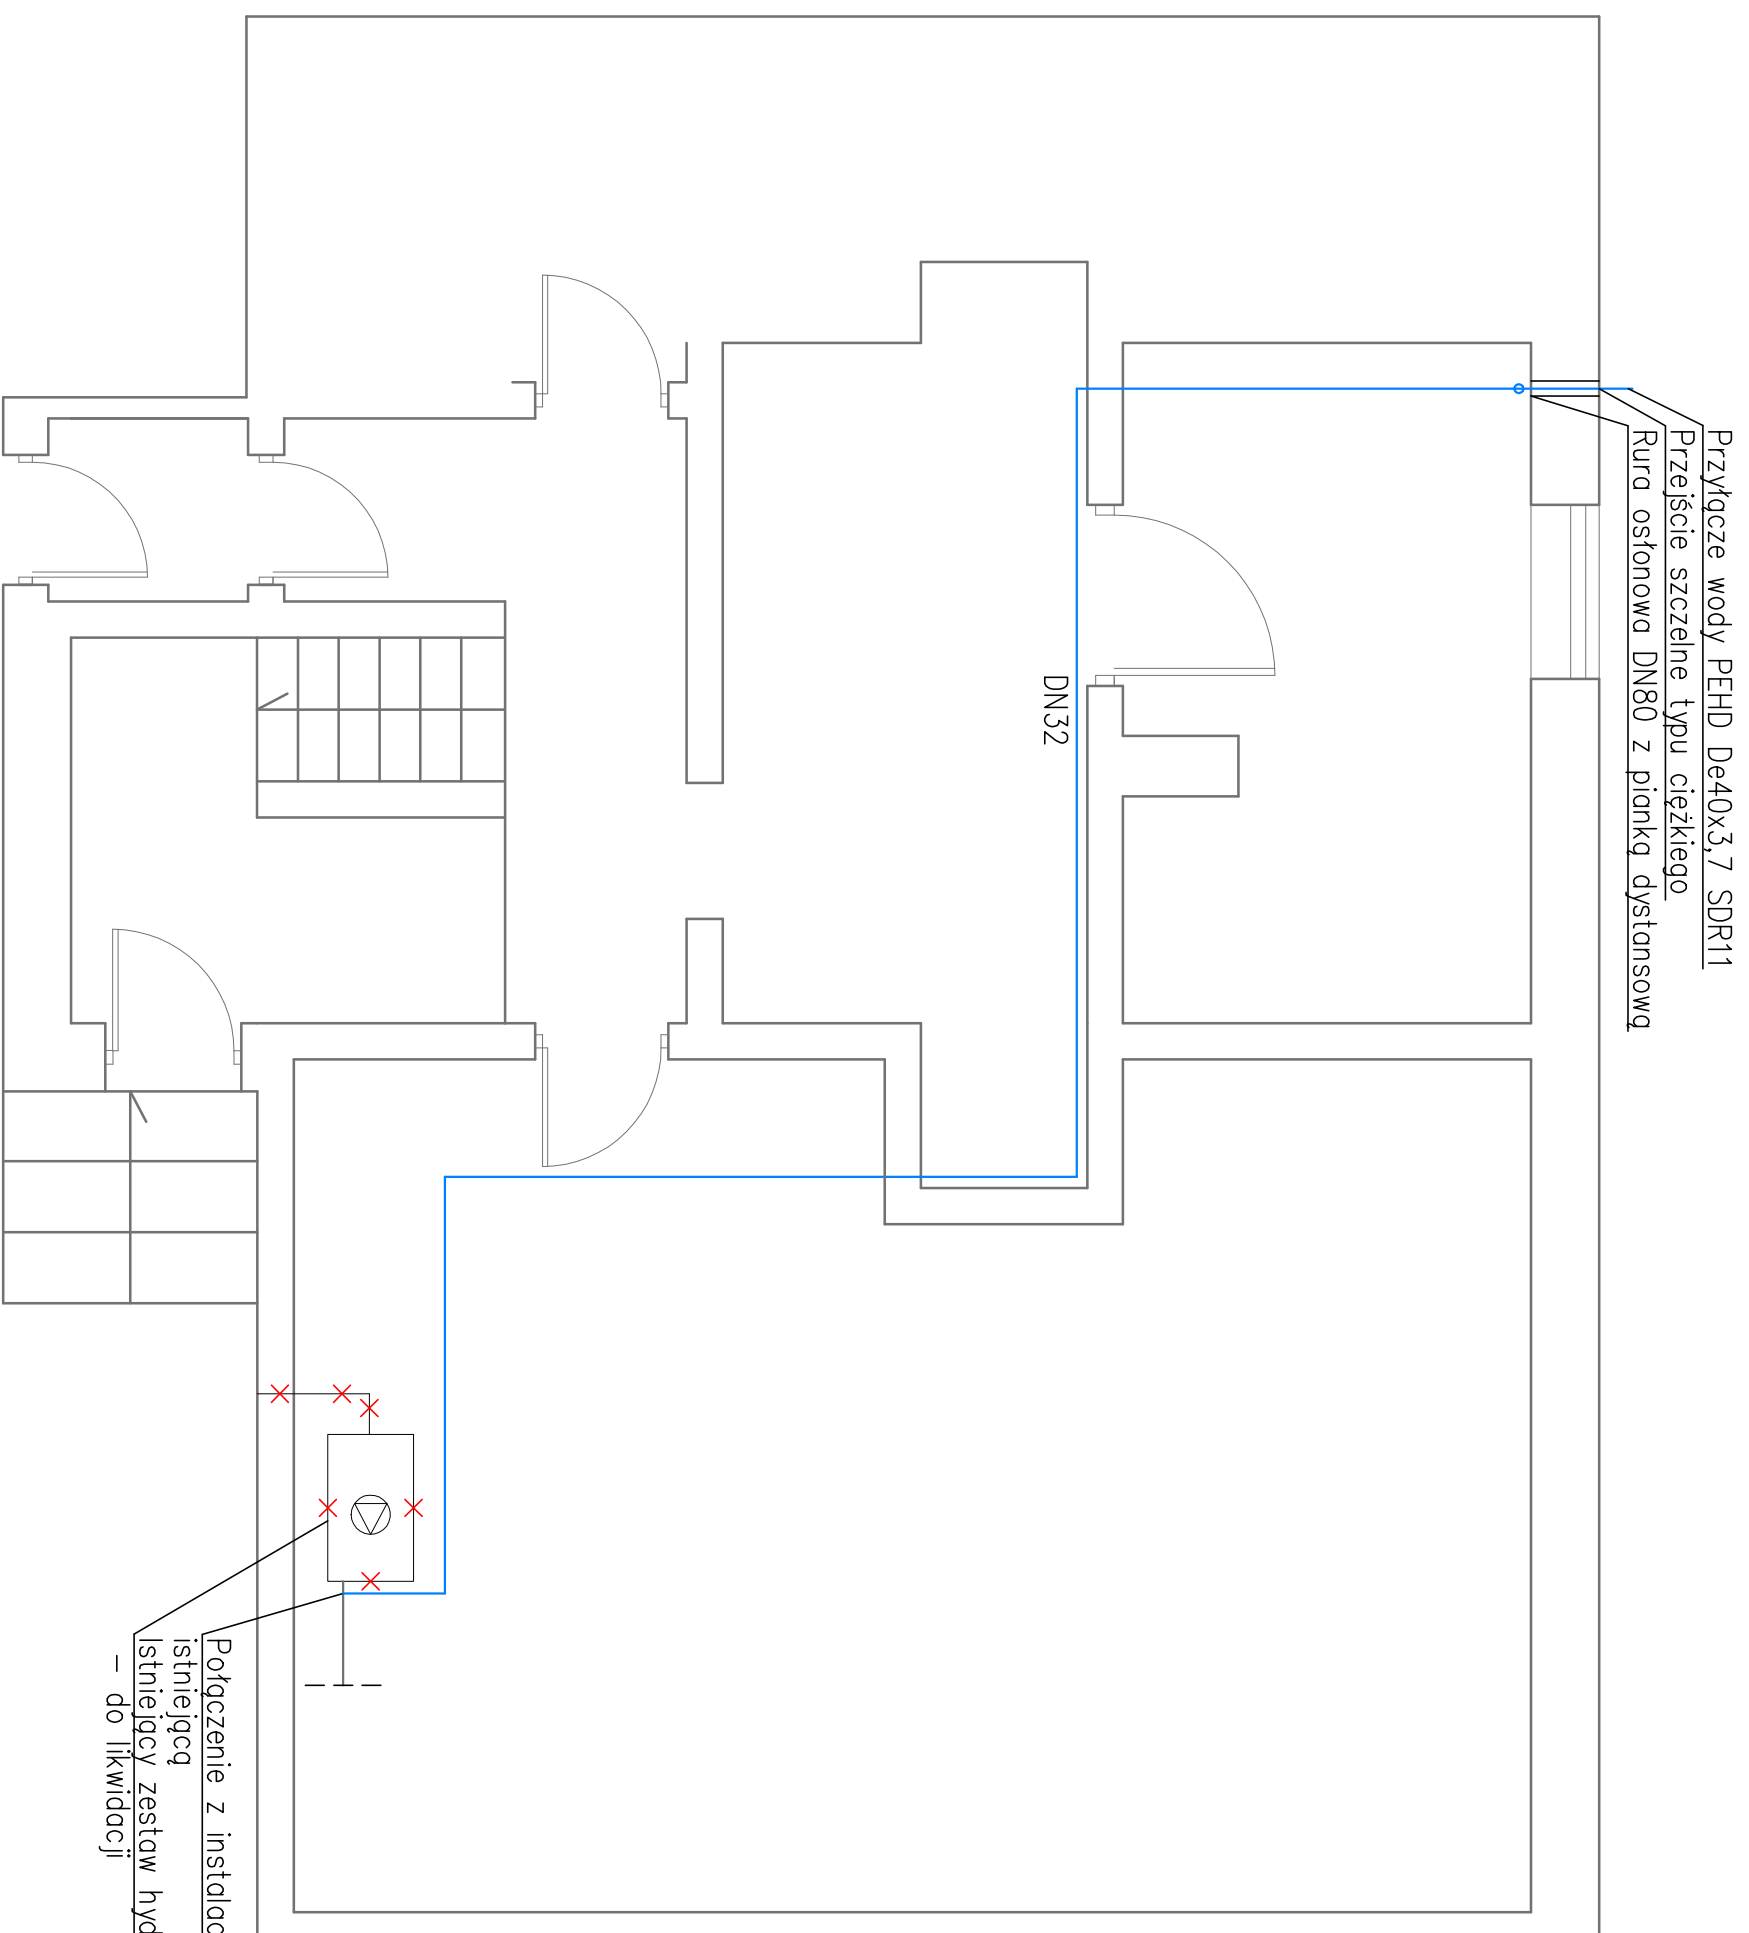 Przyłącze wody PEHD De40x3,7 SDR11
Przejście szczelne typu ciężkiego
Rura osłonowa DN80 z pianką dystansową
DN32
Połączenie z instalac
istniejącą
Istniejący zestaw hyd
– do likwidacji